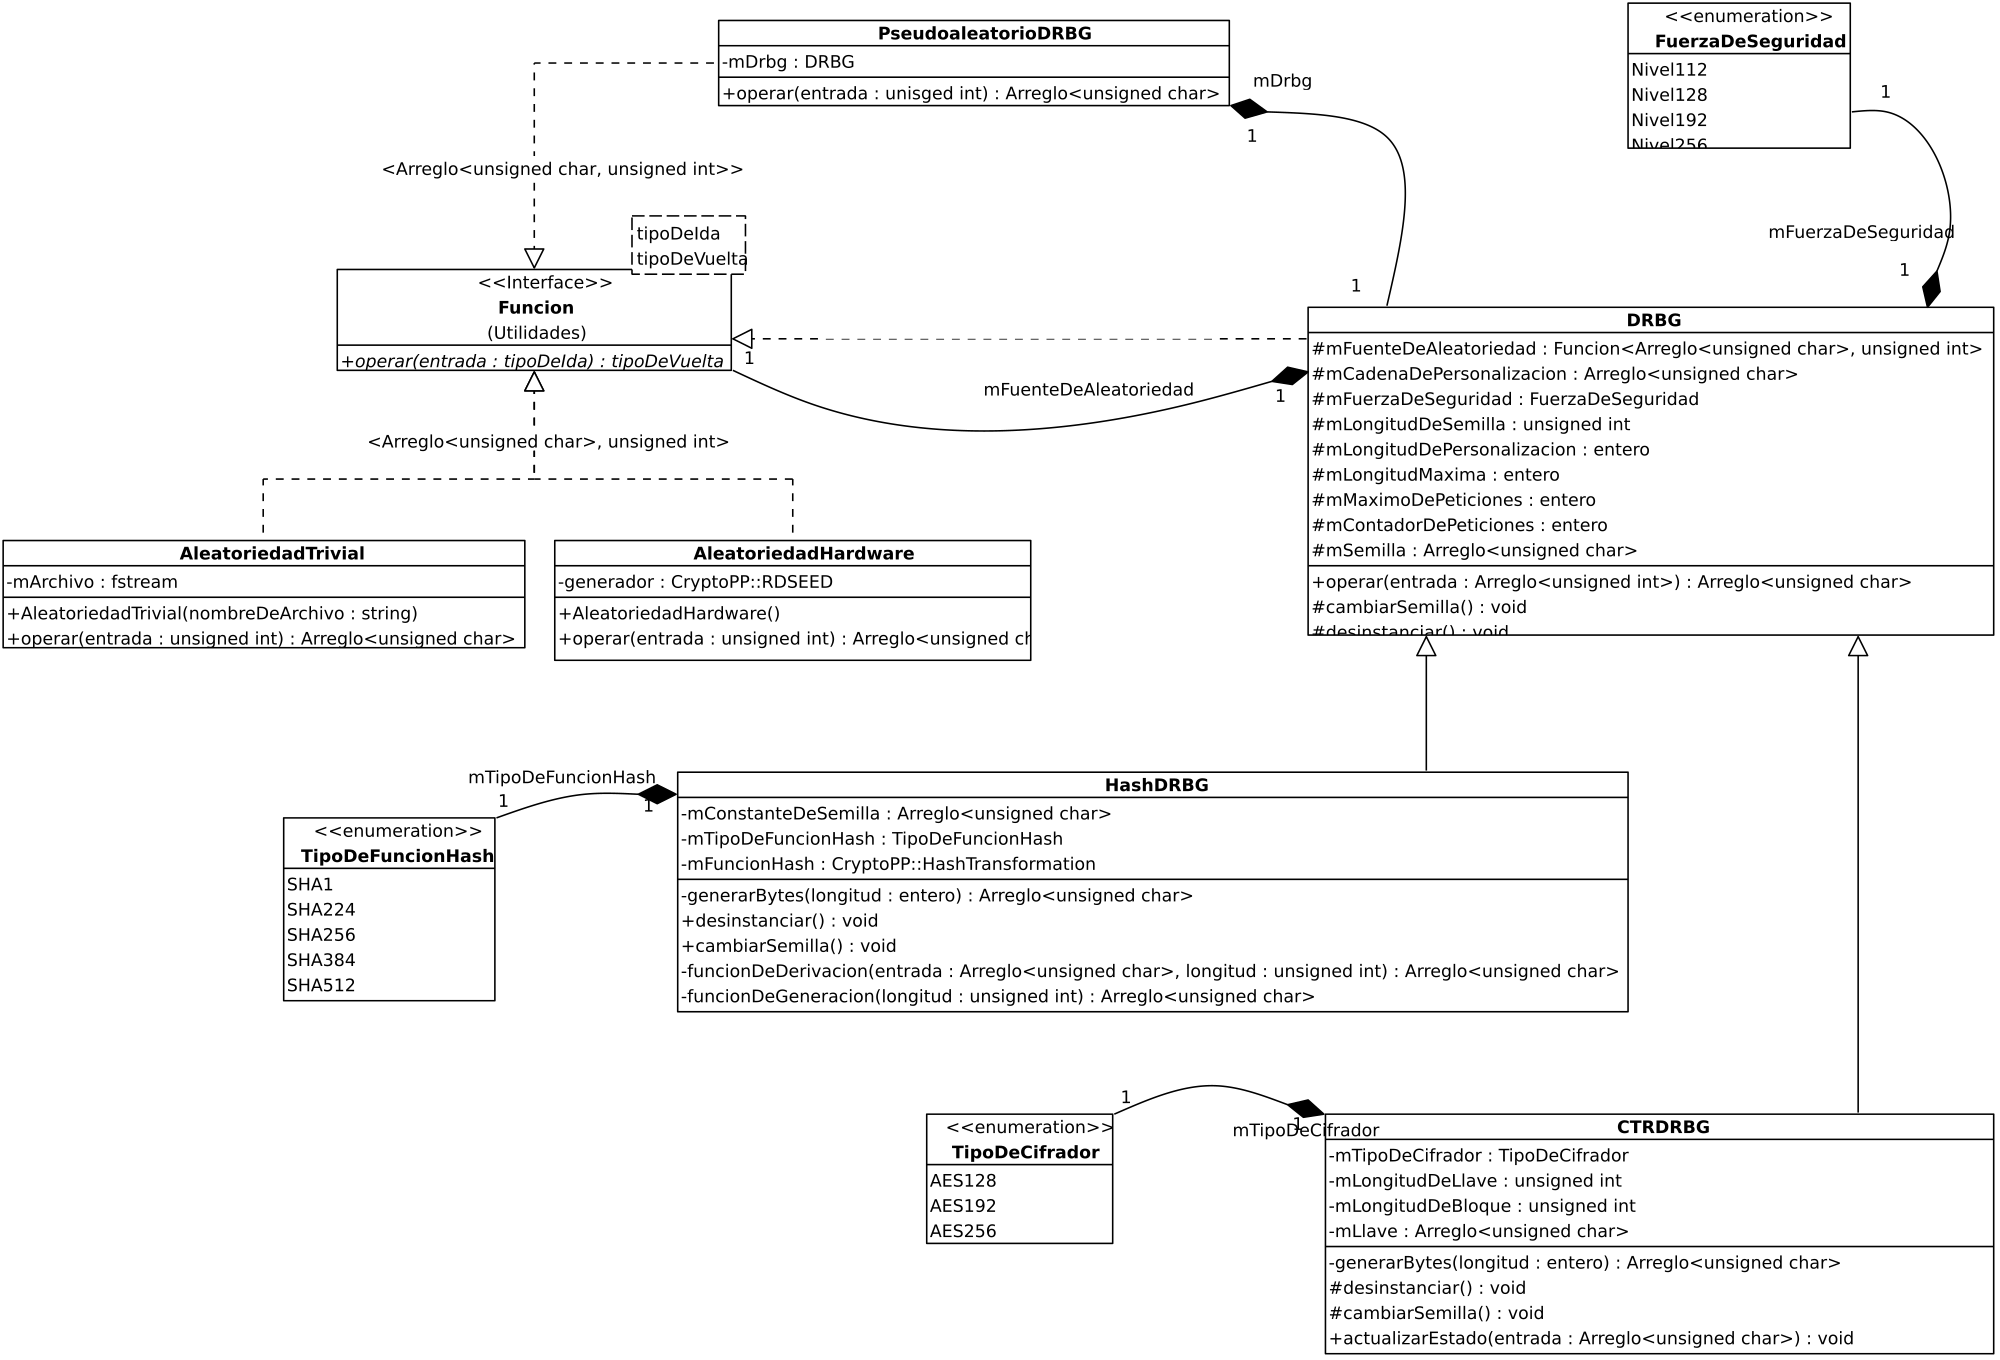 PseudoaleatorioDRBG
-mDrbg : DRBG
+operar(entrada : unisged int) : Arreglo<unsigned char>
<<enumeration>>
FuerzaDeSeguridad
Nivel112
Nivel128
Nivel192
Nivel256
mDrbg
1
1
1
mFuerzaDeSeguridad
1
<Arreglo<unsigned char, unsigned int>>
tipoDeIda
tipoDeVuelta
<<Interface>>
Funcion
(Utilidades)
+operar(entrada : tipoDeIda) : tipoDeVuelta
1
mFuenteDeAleatoriedad
1
DRBG
#mFuenteDeAleatoriedad : Funcion<Arreglo<unsigned char>, unsigned int>
#mCadenaDePersonalizacion : Arreglo<unsigned char>
#mFuerzaDeSeguridad : FuerzaDeSeguridad
#mLongitudDeSemilla : unsigned int
#mLongitudDePersonalizacion : entero
#mLongitudMaxima : entero
#mMaximoDePeticiones : entero
#mContadorDePeticiones : entero
#mSemilla : Arreglo<unsigned char>
+operar(entrada : Arreglo<unsigned int>) : Arreglo<unsigned char>
#cambiarSemilla() : void
#desinstanciar() : void
<Arreglo<unsigned char>, unsigned int>
AleatoriedadTrivial
-mArchivo : fstream
+AleatoriedadTrivial(nombreDeArchivo : string)
+operar(entrada : unsigned int) : Arreglo<unsigned char>
AleatoriedadHardware
-generador : CryptoPP::RDSEED
+AleatoriedadHardware()
+operar(entrada : unsigned int) : Arreglo<unsigned ch
mTipoDeFuncionHash
1
1
<<enumeration>>
TipoDeFuncionHash
SHA1
SHA224
SHA256
SHA384
SHA512
HashDRBG
-mConstanteDeSemilla : Arreglo<unsigned char>
-mTipoDeFuncionHash : TipoDeFuncionHash
-mFuncionHash : CryptoPP::HashTransformation
-generarBytes(longitud : entero) : Arreglo<unsigned char>
+desinstanciar() : void
+cambiarSemilla() : void
-funcionDeDerivacion(entrada : Arreglo<unsigned char>, longitud : unsigned int) : Arreglo<unsigned char>
-funcionDeGeneracion(longitud : unsigned int) : Arreglo<unsigned char>
1
1
mTipoDeCifrador
<<enumeration>>
TipoDeCifrador
AES128
AES192
AES256
CTRDRBG
-mTipoDeCifrador : TipoDeCifrador
-mLongitudDeLlave : unsigned int
-mLongitudDeBloque : unsigned int
-mLlave : Arreglo<unsigned char>
-generarBytes(longitud : entero) : Arreglo<unsigned char>
#desinstanciar() : void
#cambiarSemilla() : void
+actualizarEstado(entrada : Arreglo<unsigned char>) : void